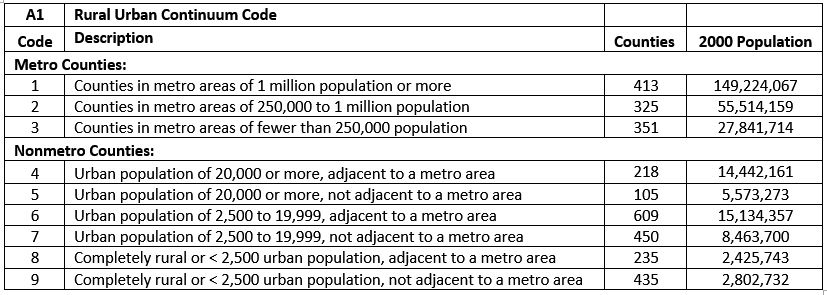 A1 Rural Urban Continuum Code
Code Description Counties 2000 Population
Metro Counties:
1 Counties in metro areas of 1 million population or more 413 149,224,067
2 Counties in metro areas of 250,000 to 1 million population 325 55,514,159
3 Counties in metro areas of fewer than 250,000 population 351 27,841,714
Nonmetro Counties:
4 Urban population of 20,000 or more, adjacent to a metro area 218 14,442,161
5 Urban population of 20,000 or more, not adjacent to a metro area 105 5,573,273
6 Urban population of 2,500 to 19,999, adjacent to a metro area 609 15,134,357
7 Urban population of 2,500 to 19,999, not adjacent to a metro area 450 8,463,700
8 Completely rural or < 2,500 urban population, adjacent to a metro area 235 2,425,743
9 Completely rural or < 2,500 urban population, not adjacent to a metro area 435 2,802,732